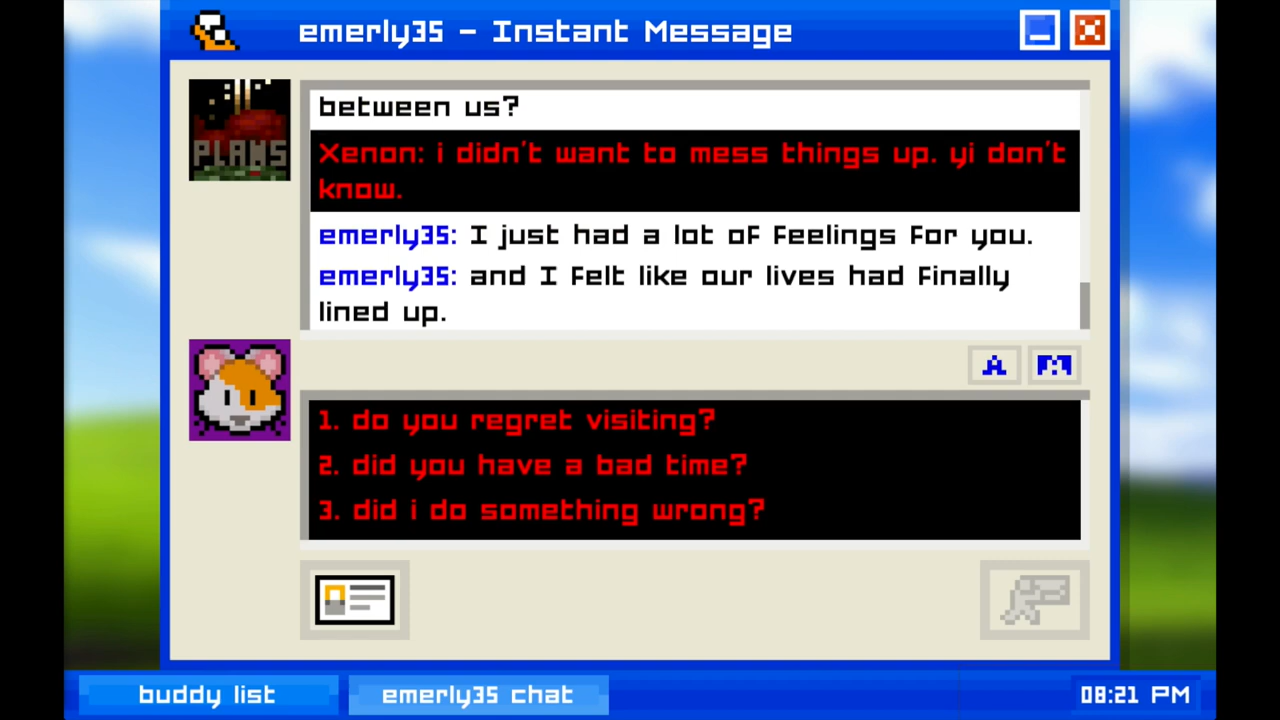 emerly35 - Instant Message
between us?
Xenon: i didn't want to mess things up. yi don't
know.
emerly35: I just had a lot of feelings for you.
emerly35: and I felt like our lives had finally
lined up.
PLANS
A
M
1. do you regret visiting?
2. did you have a bad time?
3. did i do something wrong?
buddy list
emerly35 chat
08:21 PM